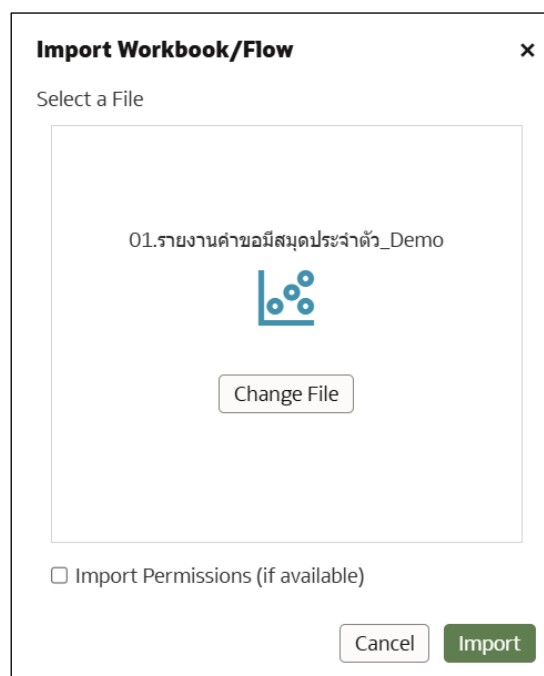 Import Workbook/Flow
×
Select a File
01.รายงานคำขอมีสมุดประจำตัว_Demo
Change File
Import Permissions (if available)
Cancel
Import